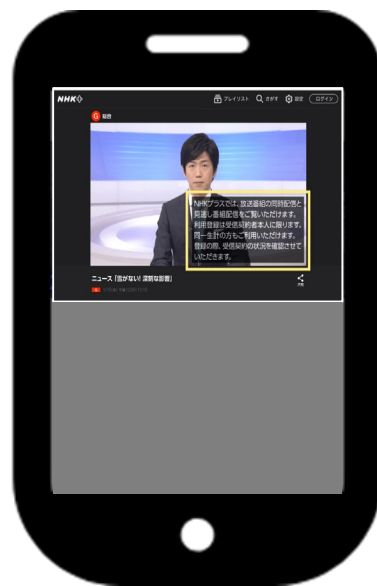 NHK
プレイリスト さがす 設定 ログイン
G 総合
NHKプラスでは、放送番組の同時配信と
見逃し番組配信をご覧いただけます。
利用登録は受信契約者本人に限ります。
同一生計の方もご利用いただけます。
登録の際、受信契約の状況を確認させて
いただきます。
ニュース「雪がない! 深刻な影響」
共有